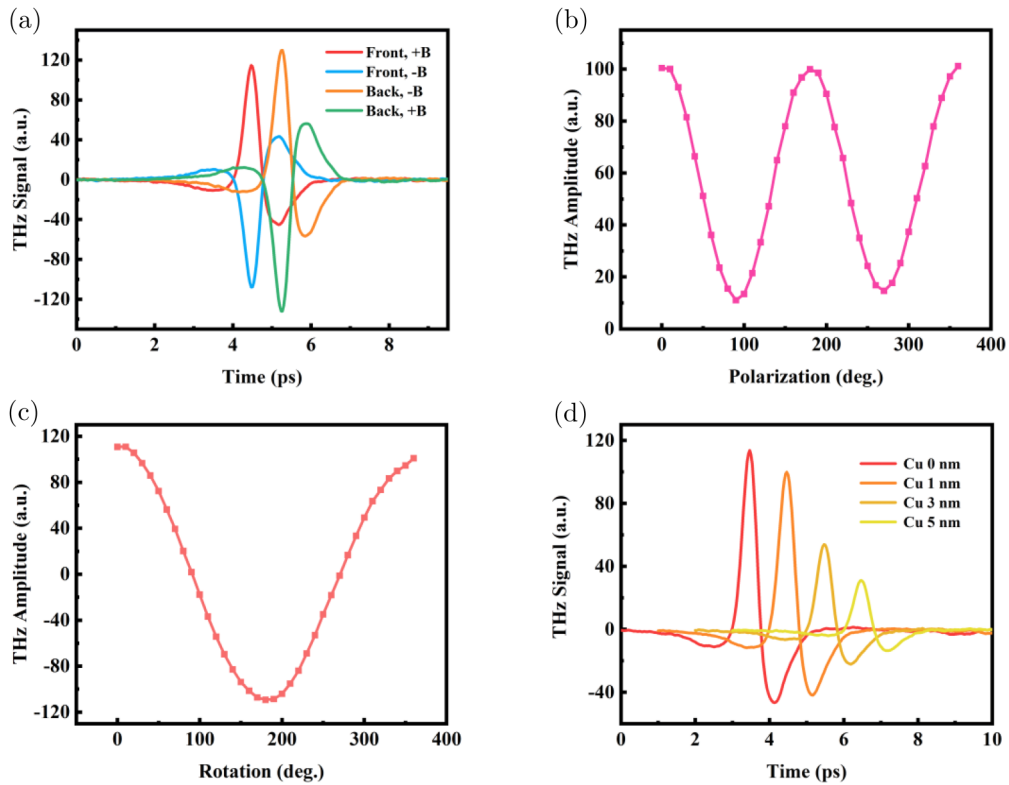 (a)
THz Signal (a.u.)
120
80
40
0
-40
-80
-120
0 2 4 6 8
Time (ps)
Front, +B
Front, -B
Back, -B
Back, +B
(b)
THz Amplitude (a.u.)
100
80
60
40
20
0
0 100 200 300 400
Polarization (deg.)
(c)
THz Amplitude (a.u.)
120
80
40
0
-40
-80
-120
0 100 200 300 400
Rotation (deg.)
(d)
THz Signal (a.u.)
120
80
40
0
-40
0 2 4 6 8 10
Time (ps)
Cu 0 nm
Cu 1 nm
Cu 3 nm
Cu 5 nm